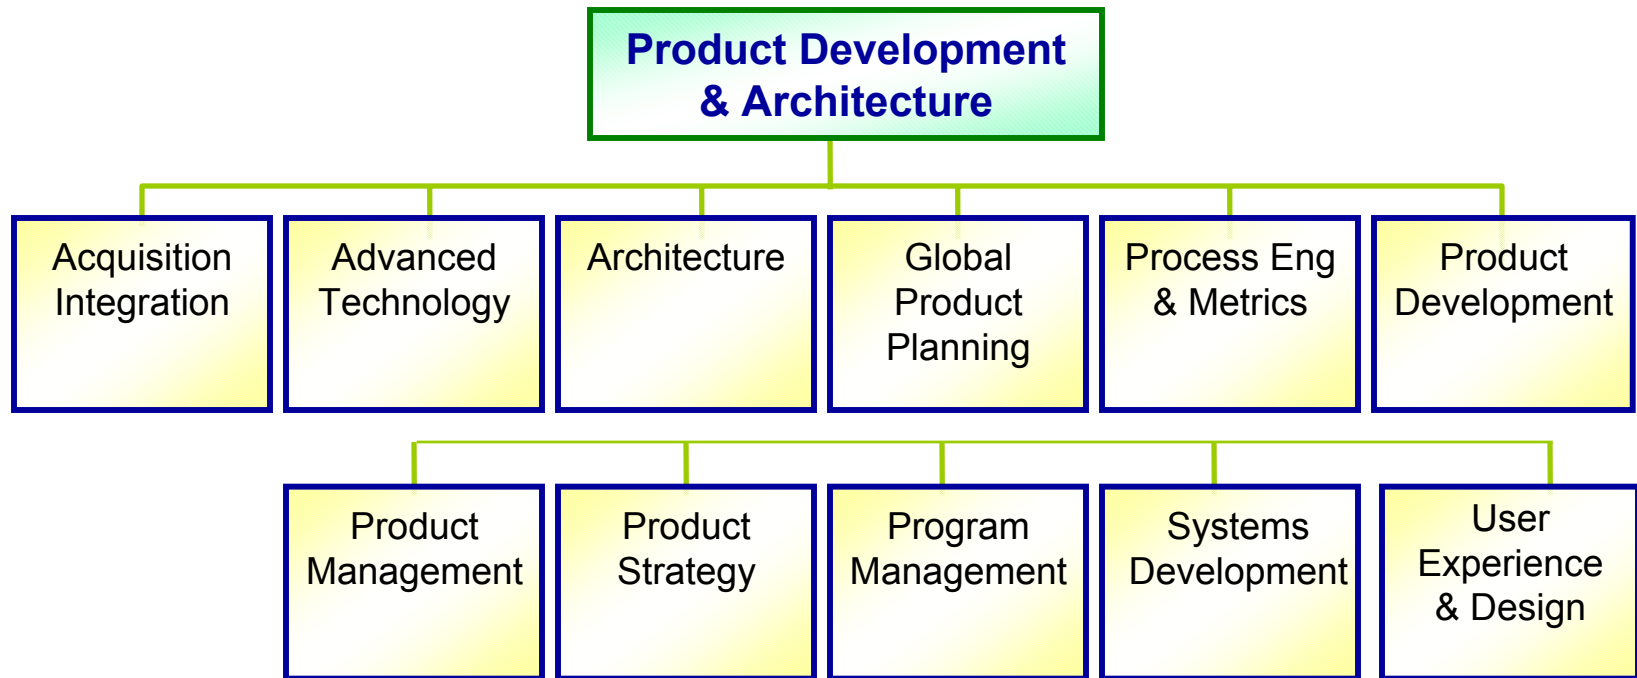 Product Development
& Architecture
Acquisition
Integration
Advanced
Technology
Architecture
Global
Product
Planning
Process Eng
& Metrics
Product
Development
Product
Management
Product
Strategy
Program
Management
Systems
Development
User
Experience
& Design